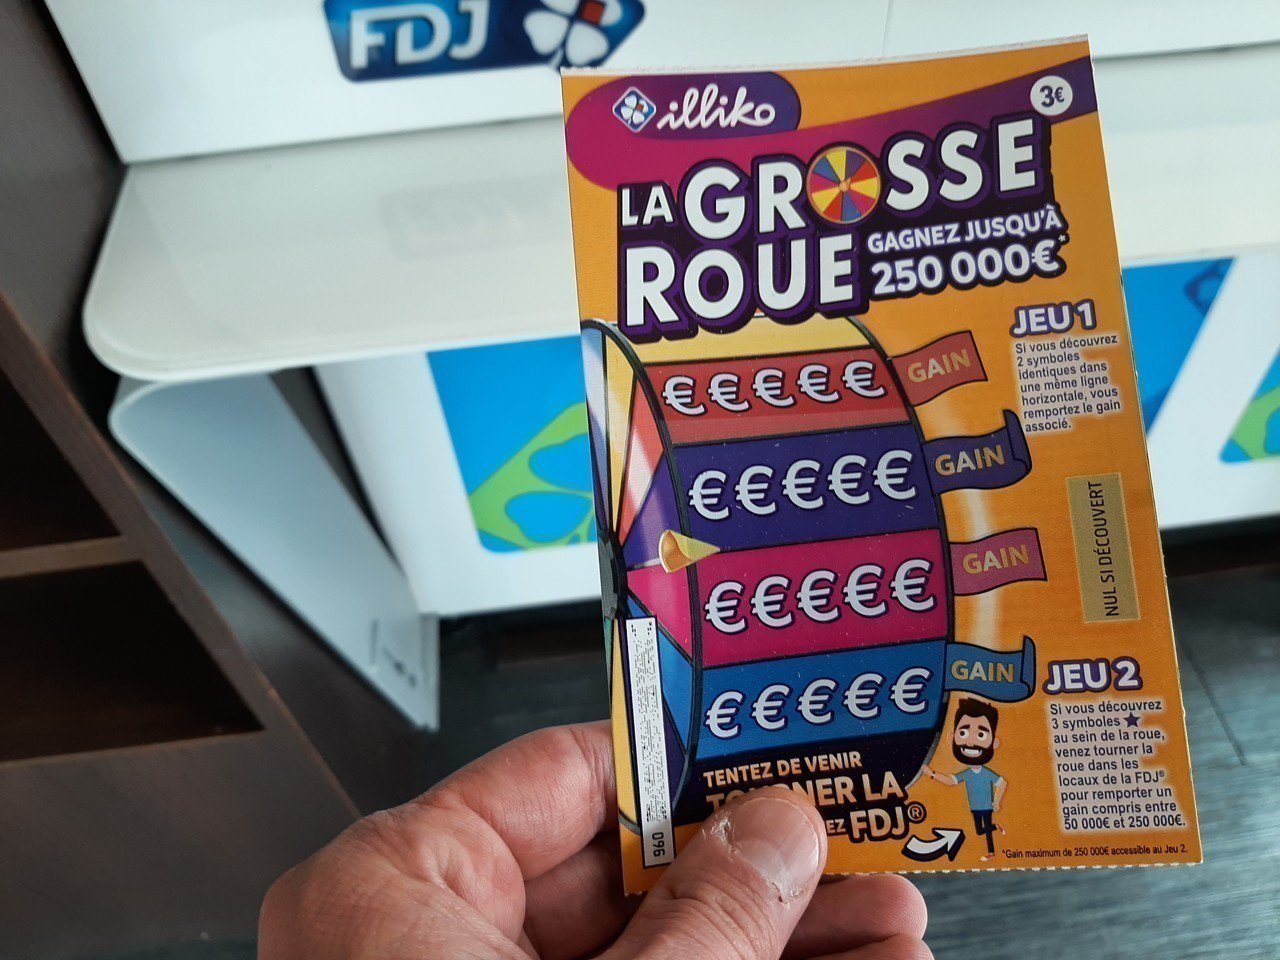 FDJ
illiko
3€
LA GROSSE
ROUE
GAGNEZ JUSQU'À
250 000€*
JEU 1
Si vous découvrez
2 symboles
identiques dans
une même ligne
horizontale, vous
remportez le gain
associé.
€€€€€ GAIN
€€€€€ GAIN
€€€€€ GAIN
€€€€€ GAIN
NUL SI DÉCOUVERT
JEU 2
Si vous découvrez
3 symboles ★
au sein de la roue,
venez tourner la
roue dans les
locaux de la FDJ®
pour remporter un
gain compris entre
50 000€ et 250 000€.
TENTEZ DE VENIR
LA
FDJ®
*Gain maximum de 250 000€ accessible au Jeu 2.
060